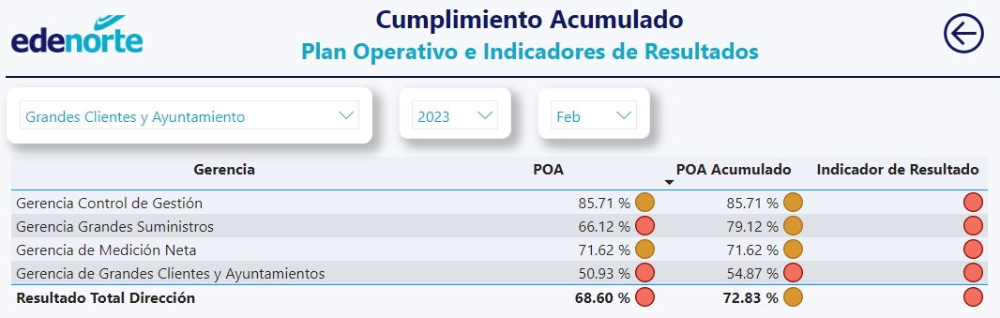 edenorte
Cumplimiento Acumulado
Plan Operativo e Indicadores de Resultados
Grandes Clientes y Ayuntamiento 2023 Feb
Gerencia POA POA Acumulado Indicador de Resultado
Gerencia Control de Gestión 85.71 % 85.71 %
Gerencia Grandes Suministros 66.12 % 79.12 %
Gerencia de Medición Neta 71.62 % 71.62 %
Gerencia de Grandes Clientes y Ayuntamientos 50.93 % 54.87 %
Resultado Total Dirección 68.60 % 72.83 %